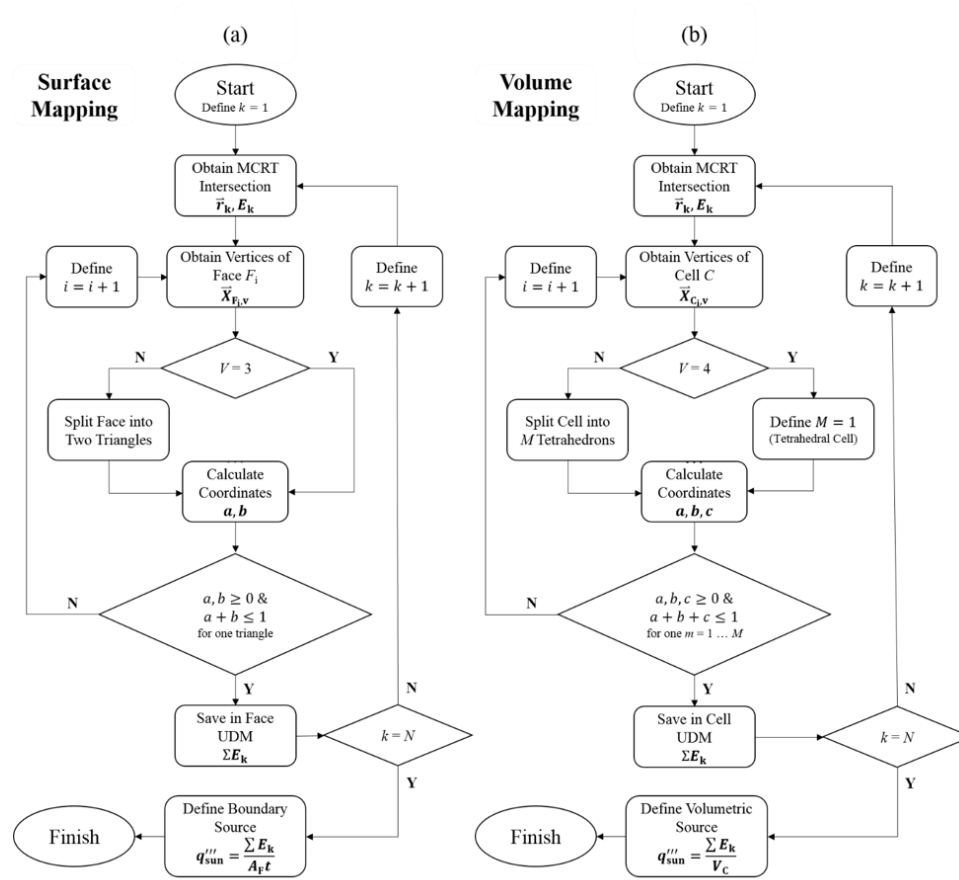 (a)
Surface
Mapping
Start
Define k = 1
Obtain MCRT
Intersection
r⃗k, Ek
Define
i = i + 1
Obtain Vertices of
Face Fi
X⃗Fi,v
Define
k = k + 1
N
V = 3
Y
Split Face into
Two Triangles
Calculate
Coordinates
a, b
N
a, b ≥ 0 &
a + b ≤ 1
for one triangle
Y
N
Save in Face
UDM
ΣEk
k = N
Y
Finish
Define Boundary
Source
q‴sun = ∑ Ek / AFt
(b)
Volume
Mapping
Start
Define k = 1
Obtain MCRT
Intersection
r⃗k, Ek
Define
i = i + 1
Obtain Vertices of
Cell C
X⃗Ci,v
Define
k = k + 1
N
V = 4
Y
Split Cell into
M Tetrahedrons
Define M = 1
(Tetrahedral Cell)
Calculate
Coordinates
a, b, c
N
a, b, c ≥ 0 &
a + b + c ≤ 1
for one m = 1 … M
Y
N
Save in Cell
UDM
ΣEk
k = N
Y
Finish
Define Volumetric
Source
q‴sun = ∑ Ek / VC